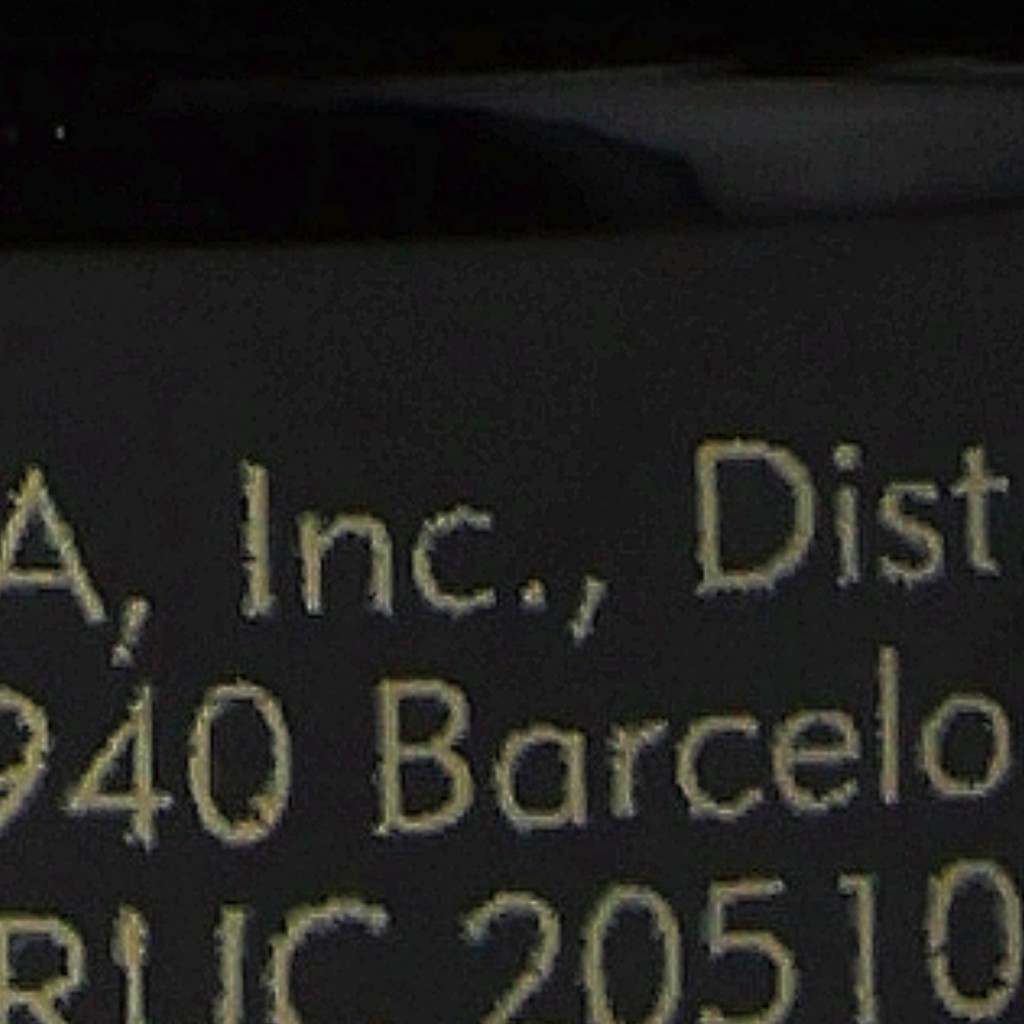 A, Inc., Dist
940 Barcelo
RUC 20510